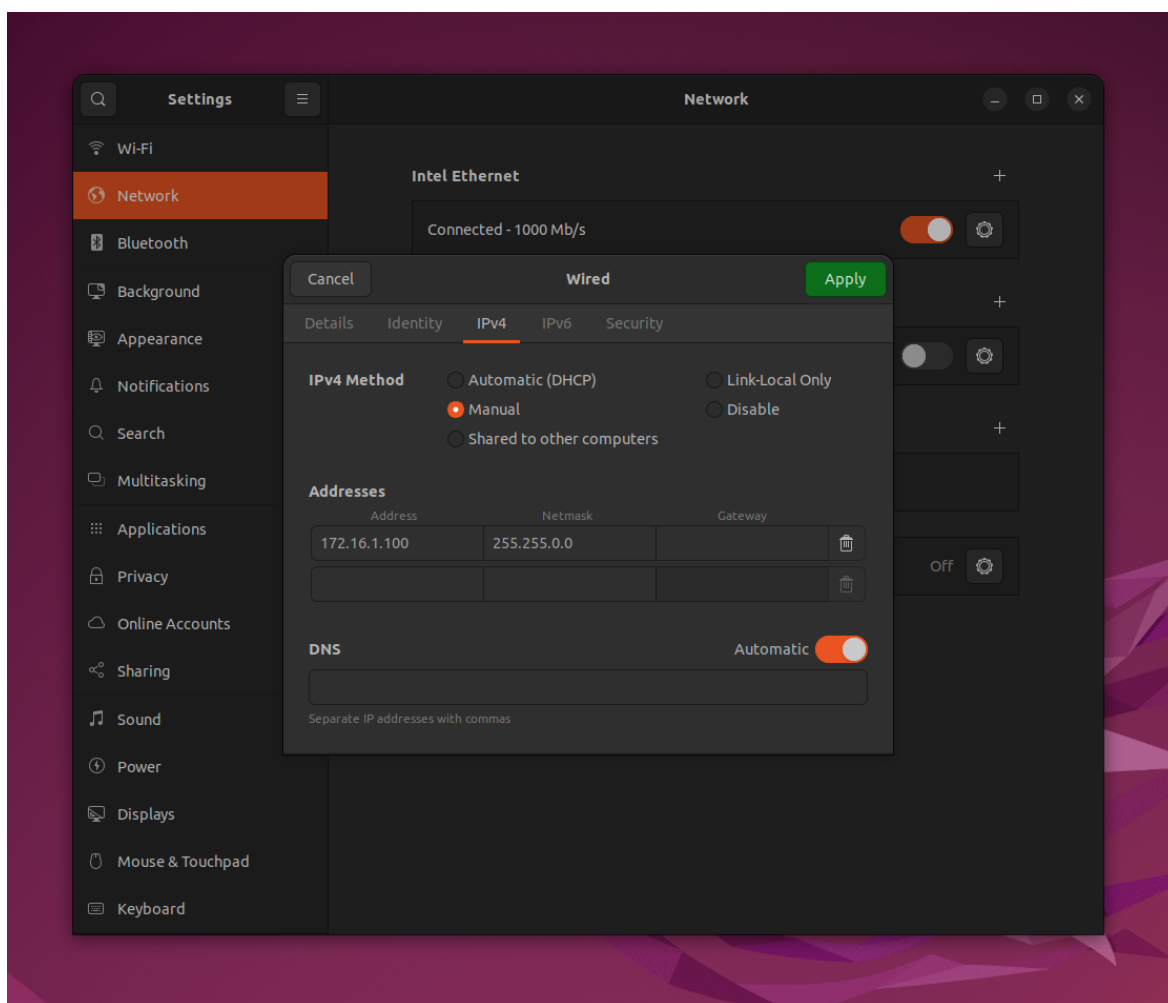 Settings
Network
Wi-Fi
Network
Bluetooth
Background
Appearance
Notifications
Search
Multitasking
Applications
Privacy
Online Accounts
Sharing
Sound
Power
Displays
Mouse & Touchpad
Keyboard
Intel Ethernet
Connected - 1000 Mb/s
Off
Cancel
Wired
Apply
Details Identity IPv4 IPv6 Security
IPv4 Method
Automatic (DHCP)
Link-Local Only
Manual
Disable
Shared to other computers
Addresses
Address Netmask Gateway
172.16.1.100 255.255.0.0
DNS
Automatic
Separate IP addresses with commas